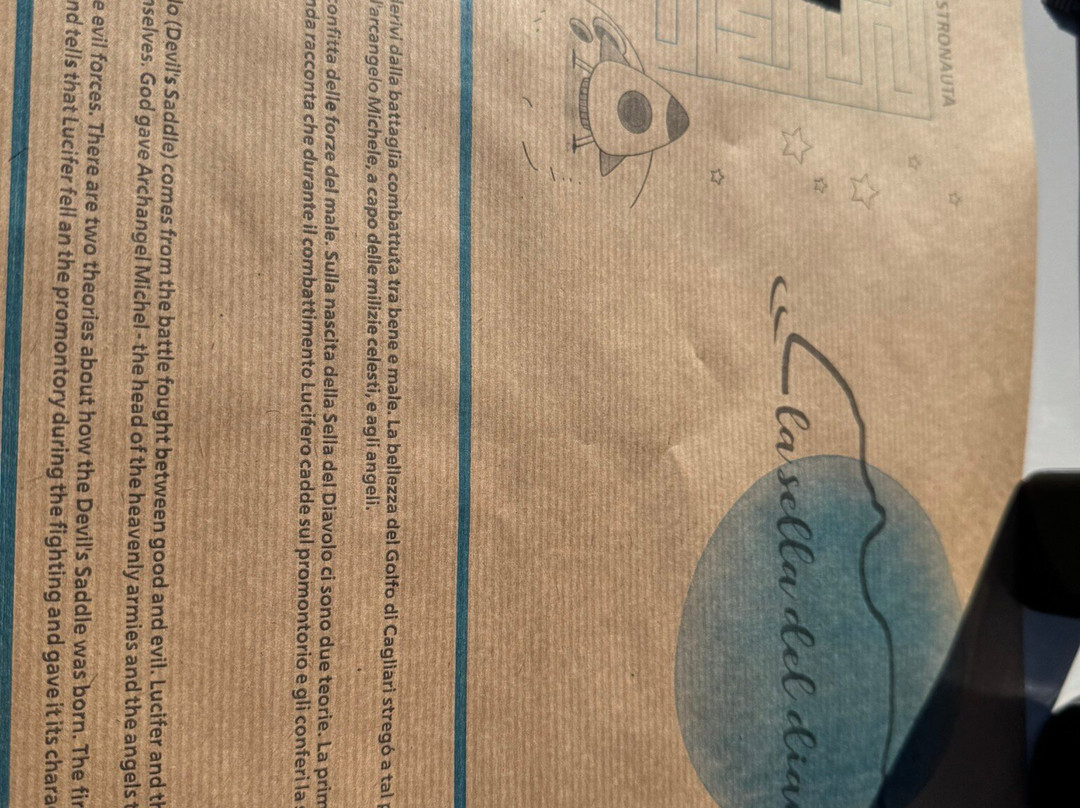 STRONAUTA
la sella del diav
derivi dalla battaglia combattuta tra bene e male. La bellezza del Golfo di Cagliari stregó a tal p
l'arcangelo Michele, a capo delle milizie celesti, e agli angeli.
confitta delle forze del male. Sulla nascita della Sella del Diavolo ci sono due teorie. La prim
nda racconta che durante il combattimento Lucifero cadde sul promontorio e gli conferì la s
lo (Devil's Saddle) comes from the battle fought between good and evil. Lucifer and th
nselves. God gave Archangel Michel - the head of the heavenly armies and the angels t
e evil forces. There are two theories about how the Devil's Saddle was born. The fir
nd tells that Lucifer fell an the promontory during the fighting and gave it its charac